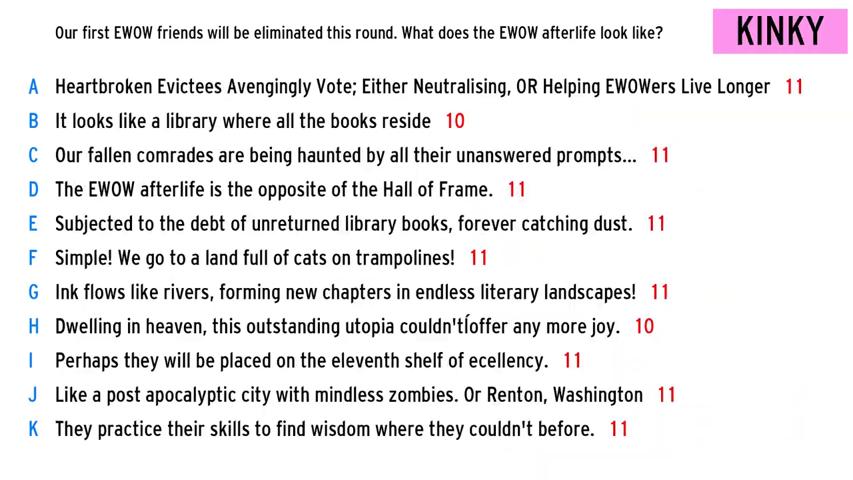 Our first EWOW friends will be eliminated this round. What does the EWOW afterlife look like?
KINKY
A Heartbroken Evictees Avengingly Vote; Either Neutralising, OR Helping EWOWers Live Longer 11
B It looks like a library where all the books reside 10
C Our fallen comrades are being haunted by all their unanswered prompts... 11
D The EWOW afterlife is the opposite of the Hall of Frame. 11
E Subjected to the debt of unreturned library books, forever catching dust. 11
F Simple! We go to a land full of cats on trampolines! 11
G Ink flows like rivers, forming new chapters in endless literary landscapes! 11
H Dwelling in heaven, this outstanding utopia couldn'tÍoffer any more joy. 10
I Perhaps they will be placed on the eleventh shelf of ecellency. 11
J Like a post apocalyptic city with mindless zombies. Or Renton, Washington 11
K They practice their skills to find wisdom where they couldn't before. 11